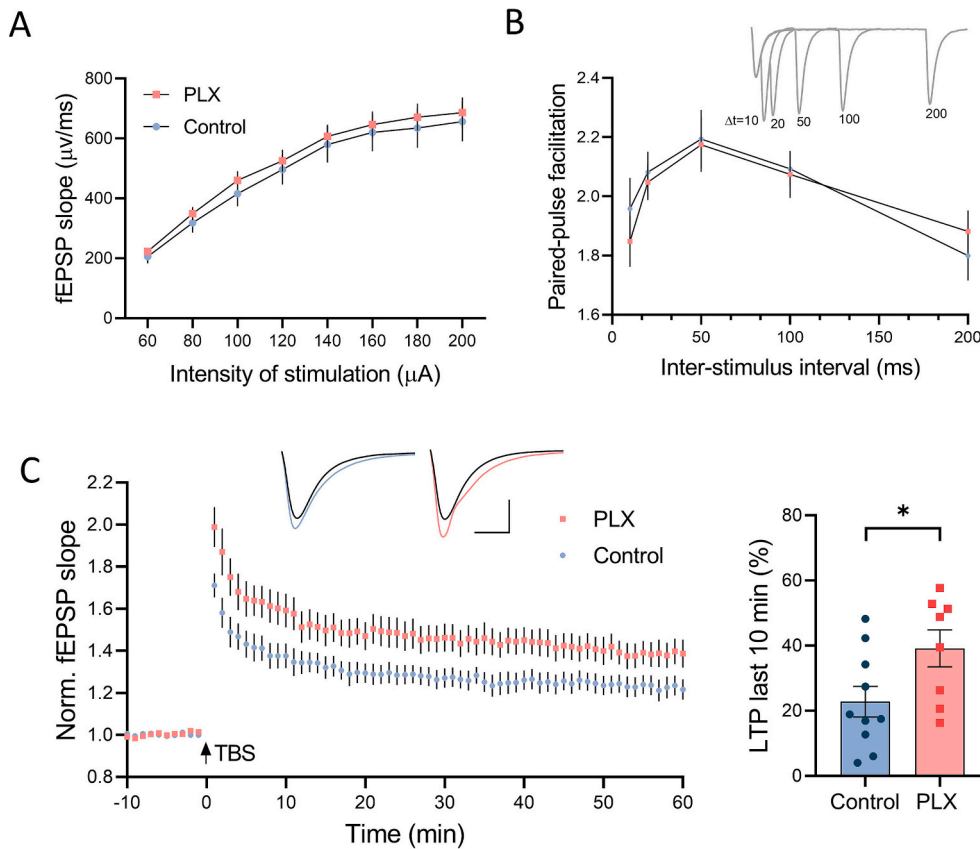 A
fEPSP slope (μv/ms)
800
600
400
200
0
PLX
Control
60 80 100 120 140 160 180 200
Intensity of stimulation (μA)
B
Paired-pulse facilitation
2.4
2.2
2.0
1.8
1.6
Δt=10 20 50 100 200
0 50 100 150 200
Inter-stimulus interval (ms)
C
Norm. fEPSP slope
2.2
2.0
1.8
1.6
1.4
1.2
1.0
0.8
PLX
Control
TBS
-10 0 10 20 30 40 50 60
Time (min)
LTP last 10 min (%)
80
60
40
20
0
*
Control PLX